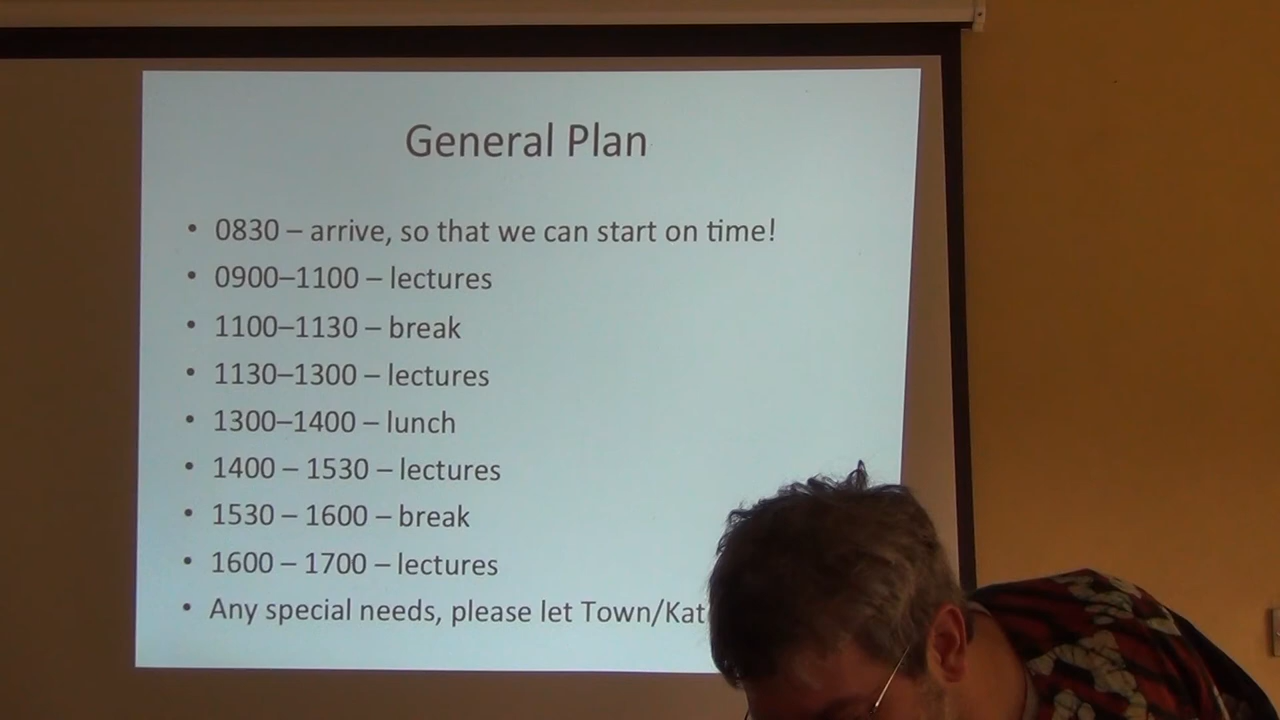 General Plan
• 0830 – arrive, so that we can start on time!
• 0900–1100 – lectures
• 1100–1130 – break
• 1130–1300 – lectures
• 1300–1400 – lunch
• 1400 – 1530 – lectures
• 1530 – 1600 – break
• 1600 – 1700 – lectures
• Any special needs, please let Town/Kat